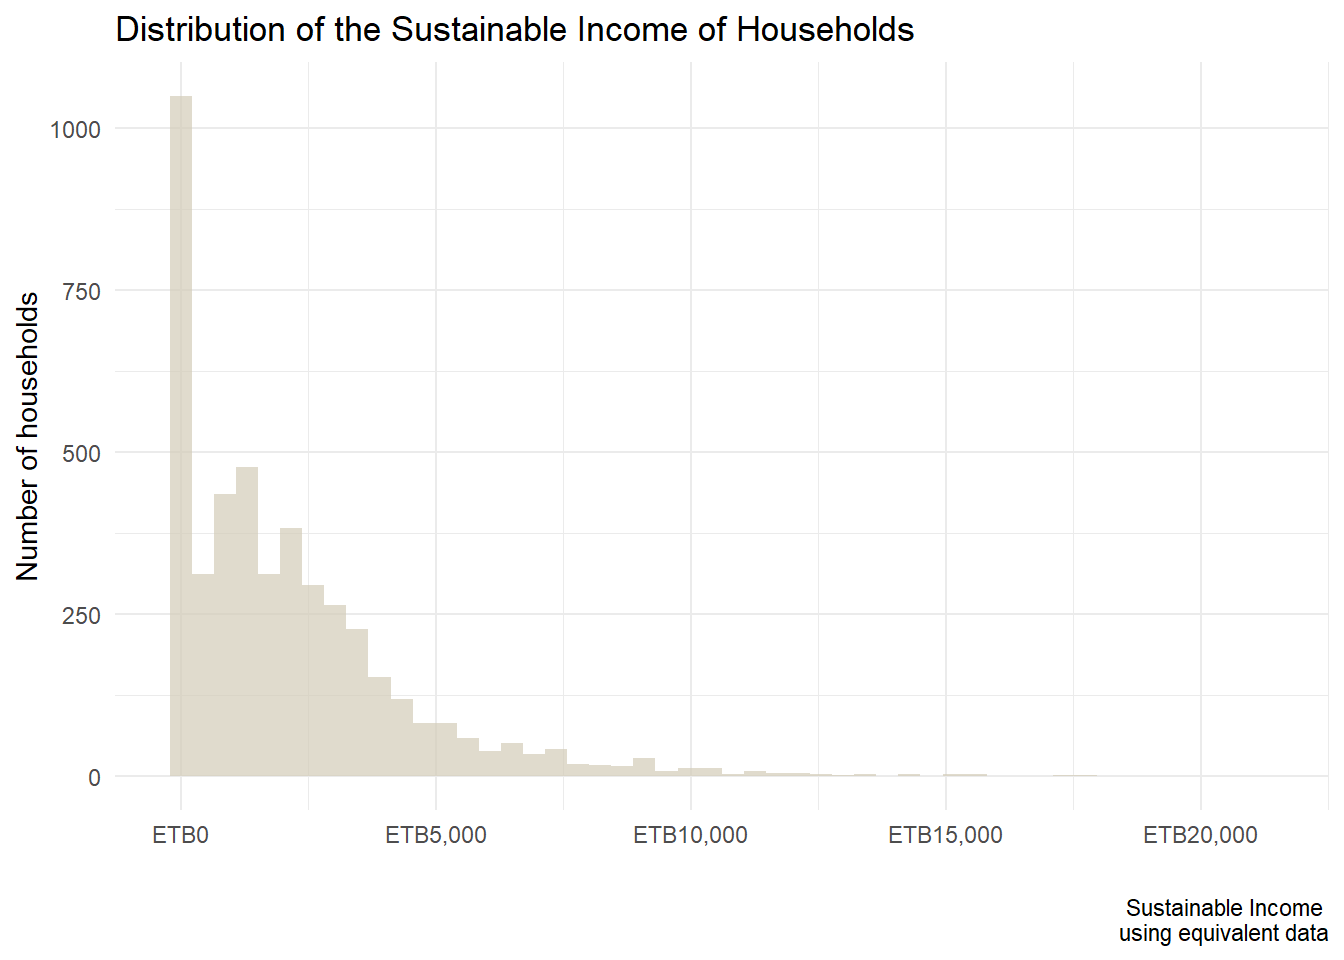 Distribution of the Sustainable Income of Households
Number of households
1000
750
500
250
0
ETB0
ETB5,000
ETB10,000
ETB15,000
ETB20,000
Sustainable Income
using equivalent data